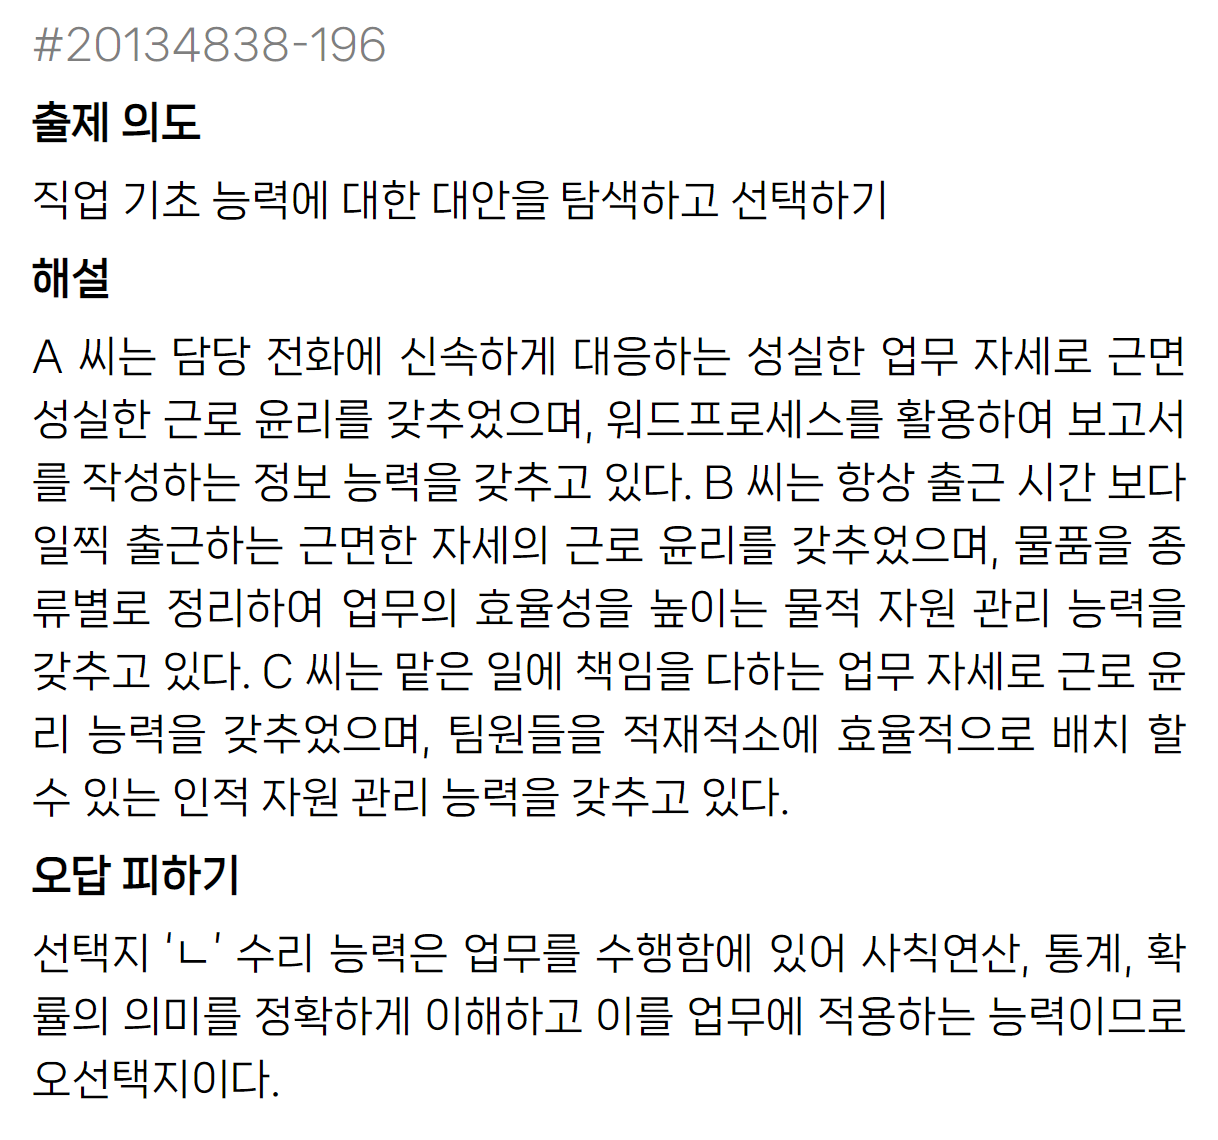 #20134838-196
출제 의도
직업 기초 능력에 대한 대안을 탐색하고 선택하기
해설
A 씨는 담당 전화에 신속하게 대응하는 성실한 업무 자세로 근면
성실한 근로 윤리를 갖추었으며, 워드프로세스를 활용하여 보고서
를 작성하는 정보 능력을 갖추고 있다. B 씨는 항상 출근 시간 보다
일찍 출근하는 근면한 자세의 근로 윤리를 갖추었으며, 물품을 종
류별로 정리하여 업무의 효율성을 높이는 물적 자원 관리 능력을
갖추고 있다. C 씨는 맡은 일에 책임을 다하는 업무 자세로 근로 윤
리 능력을 갖추었으며, 팀원들을 적재적소에 효율적으로 배치 할
수 있는 인적 자원 관리 능력을 갖추고 있다.
오답 피하기
선택지 ‘ㄴ’ 수리 능력은 업무를 수행함에 있어 사칙연산, 통계, 확
률의 의미를 정확하게 이해하고 이를 업무에 적용하는 능력이므로
오선택지이다.